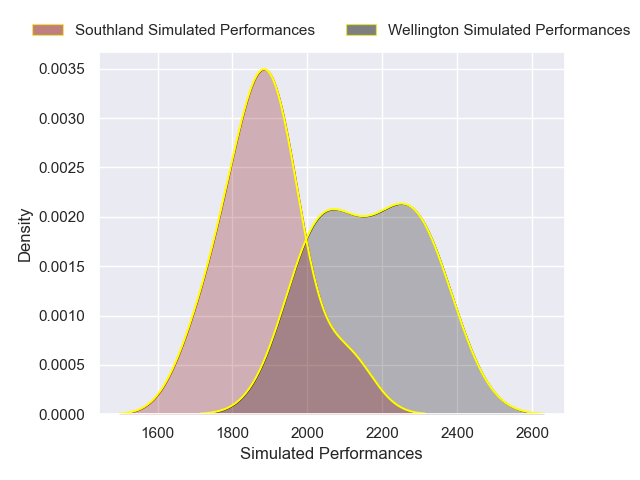 Southland Simulated Performances Wellington Simulated Performances
0.0035
0.0030
0.0025
0.0020
0.0015
0.0010
0.0005
0.0000
Density
1600 1800 2000 2200 2400 2600
Simulated Performances